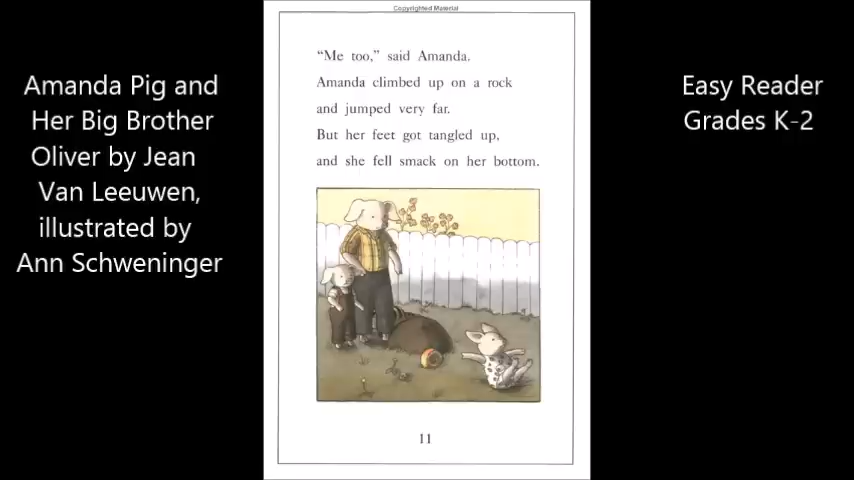 Copyrighted Material
Amanda Pig and
Her Big Brother
Oliver by Jean
Van Leeuwen,
illustrated by
Ann Schweninger
“Me too,” said Amanda.
Amanda climbed up on a rock
and jumped very far.
But her feet got tangled up,
and she fell smack on her bottom.
11
Easy Reader
Grades K-2